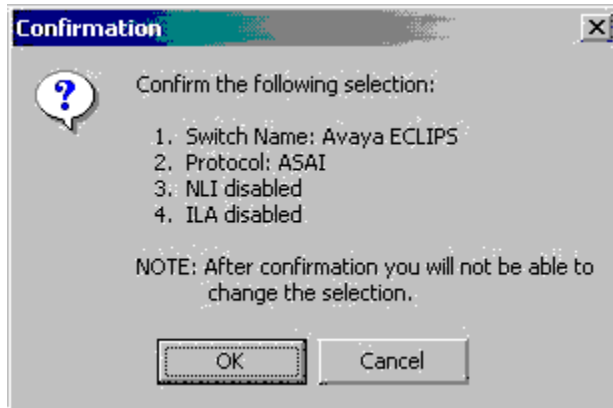 Confirmation
Confirm the following selection:
1. Switch Name: Avaya ECLIPS
2. Protocol: ASAI
3. NLI disabled
4. ILA disabled
NOTE: After confirmation you will not be able to
change the selection.
OK
Cancel